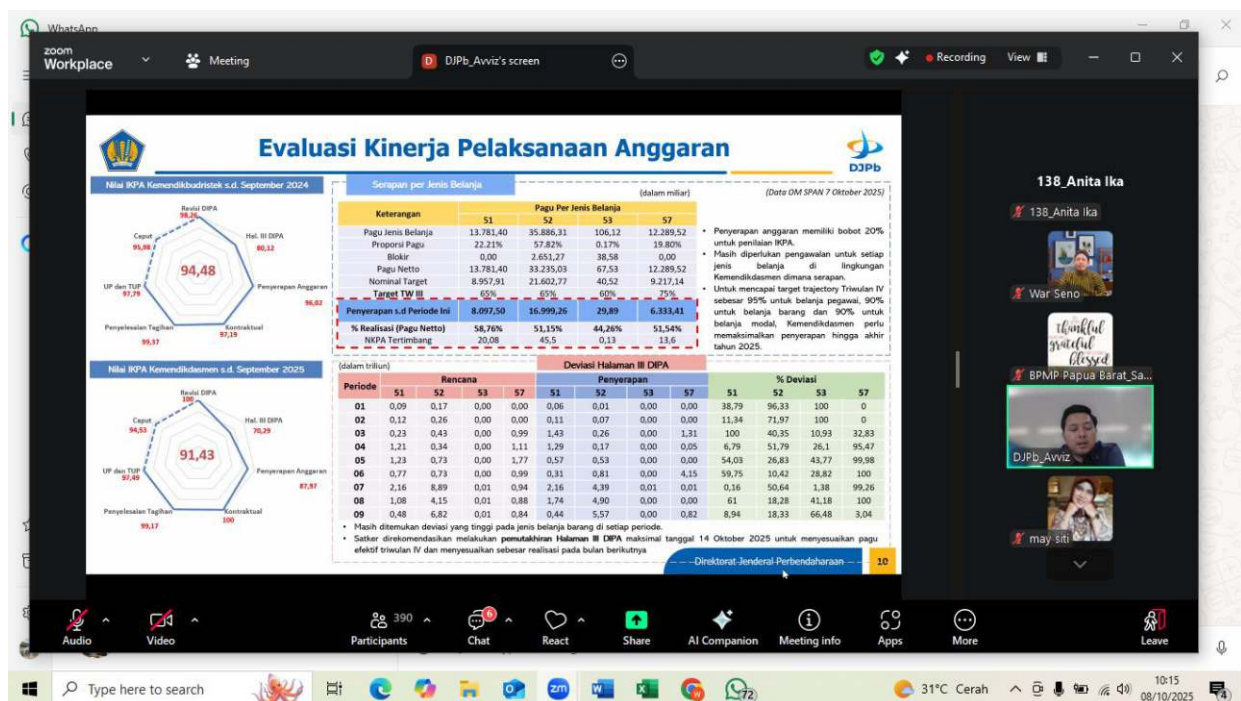 WhatsApp
zoom
Workplace
Meeting
D DJPb_Avviz's screen
Recording
View
Evaluasi Kinerja Pelaksanaan Anggaran
DJPb
Nilai IKPA Kemendikbudristek s.d. September 2024
Revisi DIPA
98,26
Caput
95,98
Hal. III DIPA
80,12
94,48
UP dan TUP
97,79
Penyerapan Anggaran
96,02
Penyelesaian Tagihan
99,37
Kontraktual
97,19
Nilai IKPA Kemendikdasmen s.d. September 2025
Revisi DIPA
100
Caput
94,53
Hal. III DIPA
70,29
91,43
UP dan TUP
97,49
Penyerapan Anggaran
87,97
Penyelesaian Tagihan
99,17
Kontraktual
100
Serapan per Jenis Belanja
(dalam miliar)
(Data OM SPAN 7 Oktober 2025)
Keterangan Pagu Per Jenis Belanja
51 52 53 57
Pagu Jenis Belanja 13.781,40 35.886,31 106,12 12.289,52
Proporsi Pagu 22.21% 57.82% 0.17% 19.80%
Blokir 0,00 2.651,27 38,58 0,00
Pagu Netto 13.781,40 33.235,03 67,53 12.289,52
Nominal Target 8.957,91 21.602,77 40,52 9.217,14
Target TW III 65% 65% 60% 75%
Penyerapan s.d Periode Ini 8.097,50 16.999,26 29,89 6.333,41
% Realisasi (Pagu Netto) 58,76% 51,15% 44,26% 51,54%
NKPA Tertimbang 20,08 45,5 0,13 13,6
• Penyerapan anggaran memiliki bobot 20%
untuk penilaian IKPA.
• Masih diperlukan pengawalan untuk setiap
jenis belanja di lingkungan
Kemendikdasmen dimana serapan.
• Untuk mencapai target trajectory Triwulan IV
sebesar 95% untuk belanja pegawai, 90%
untuk belanja barang dan 90% untuk
belanja modal, Kemendikdasmen perlu
memaksimalkan penyerapan hingga akhir
tahun 2025.
(dalam triliun)
Deviasi Halaman III DIPA
Periode Rencana Penyerapan % Deviasi
51 52 53 57 51 52 53 57 51 52 53 57
01 0,09 0,17 0,00 0,00 0,06 0,01 0,00 0,00 38,79 96,33 100 0
02 0,12 0,26 0,00 0,00 0,11 0,07 0,00 0,00 11,34 71,97 100 0
03 0,23 0,43 0,00 0,99 1,43 0,26 0,00 1,31 100 40,35 10,93 32,83
04 1,21 0,34 0,00 1,11 1,29 0,17 0,00 0,05 6,79 51,79 26,1 95,47
05 1,23 0,73 0,00 1,77 0,57 0,53 0,00 0,00 54,03 26,83 43,77 99,98
06 0,77 0,73 0,00 0,99 0,31 0,81 0,00 4,15 59,75 10,42 28,82 100
07 2,16 8,89 0,01 0,94 2,16 4,39 0,01 0,01 0,16 50,64 1,38 99,26
08 1,08 4,15 0,01 0,88 1,74 4,90 0,00 0,00 61 18,28 41,18 100
09 0,48 6,82 0,01 0,84 0,44 5,57 0,00 0,82 8,94 18,33 66,48 3,04
• Masih ditemukan deviasi yang tinggi pada jenis belanja barang di setiap periode.
• Satker direkomendasikan melakukan pemutakhiran Halaman III DIPA maksimal tanggal 14 Oktober 2025 untuk menyesuaikan pagu
efektif triwulan IV dan menyesuaikan sebesar realisasi pada bulan berikutnya
Direktorat Jenderal Perbendaharaan 10
138_Anita Ika
138_Anita Ika
War Seno
thankful
grateful
blessed
BPMP Papua Barat_Sa...
DJPb_Avviz
may siti
Audio
Video
390
Participants
6
Chat
React
Share
AI Companion
Meeting info
Apps
More
Leave
Type here to search
zm
72
31°C Cerah
10:15
08/10/2025
4